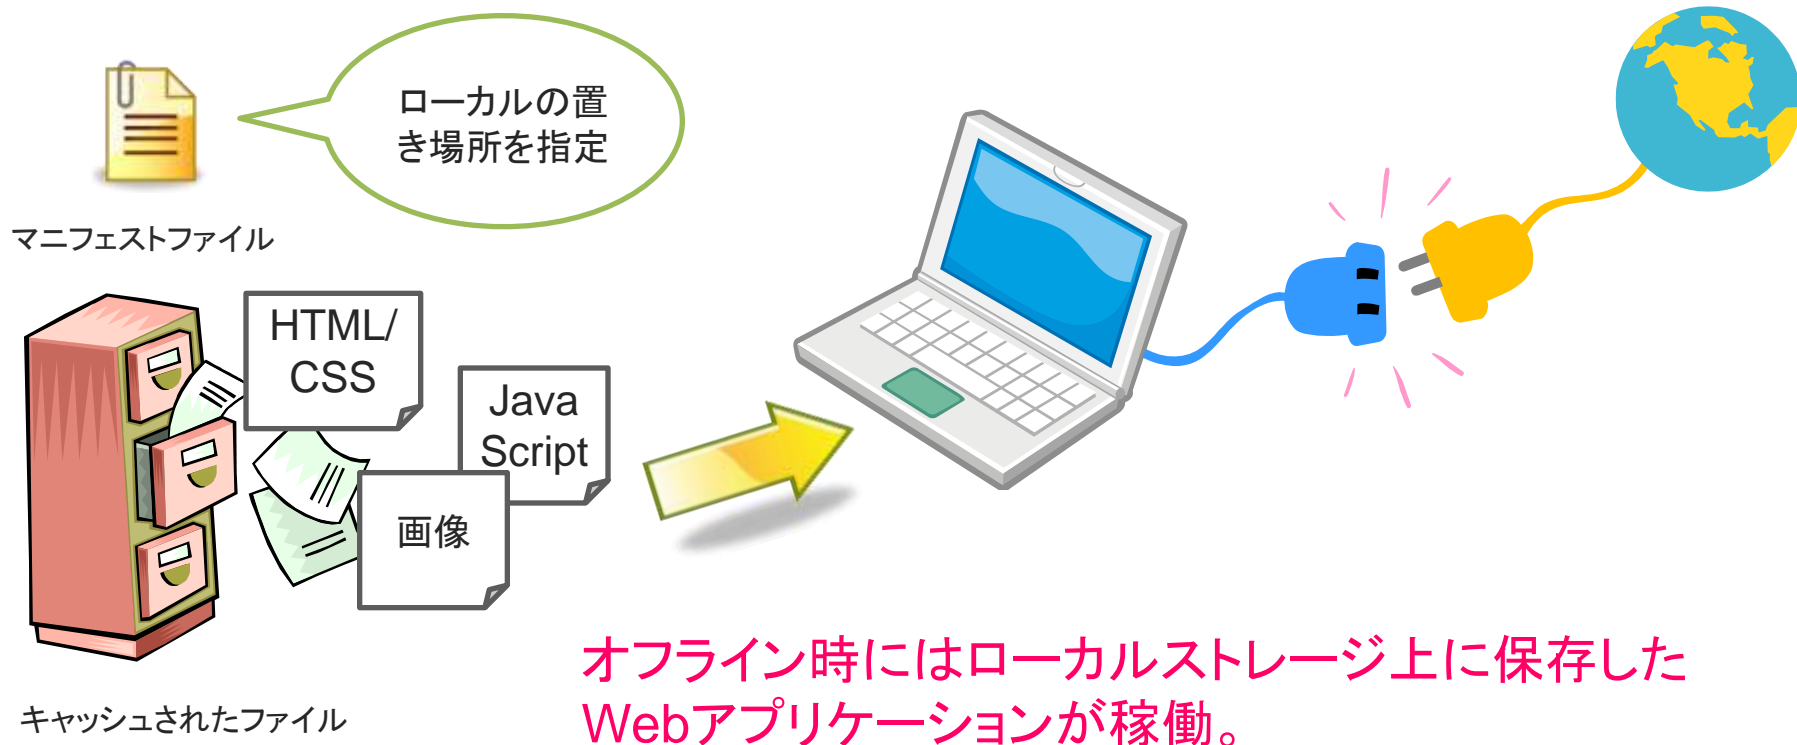 ローカルの置
き場所を指定
マニフェストファイル
HTML/
CSS
Java
Script
画像
キャッシュされたファイル
オフライン時にはローカルストレージ上に保存した
Webアプリケーションが稼働。